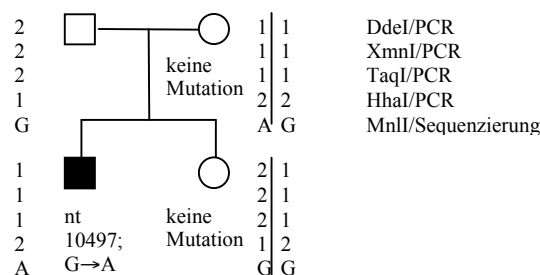 2 1 1 DdeI/PCR
2 1 1 XmnI/PCR
2 keine 1 1 TaqI/PCR
1 Mutation 2 2 HhaI/PCR
G A G MnlI/Sequenzierung
1 2 1
1 2 1
1 nt keine 2 1
2 10497; Mutation 1 2
A G→A G G